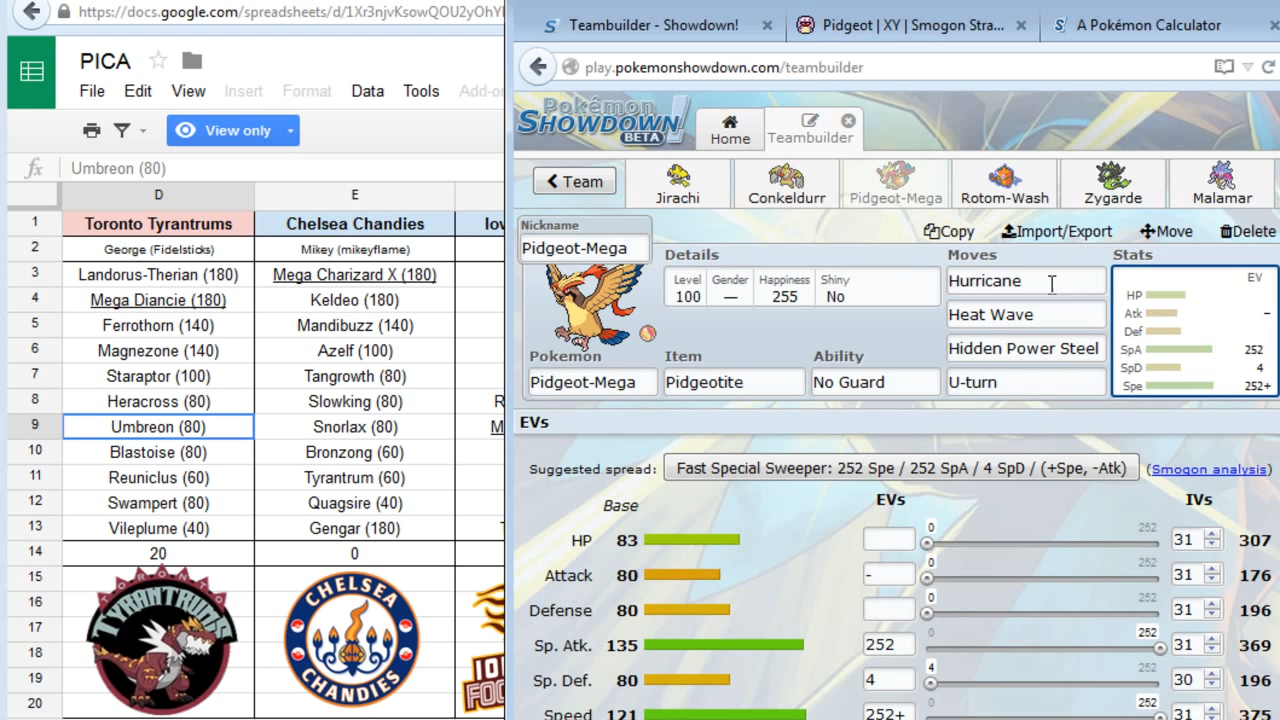 https://docs.google.com/spreadsheets/d/1Xr3njvKsowQOU2yOhY
PICA
File Edit View Insert Format Data Tools Add-o
View only
fx Umbreon (80)
D E
1 Toronto Tyrantrums Chelsea Chandies Iow
2 George (Fidelsticks) Mikey (mikeyflame)
3 Landorus-Therian (180) Mega Charizard X (180)
4 Mega Diancie (180) Keldeo (180)
5 Ferrothorn (140) Mandibuzz (140)
6 Magnezone (140) Azelf (100)
7 Staraptor (100) Tangrowth (80)
8 Heracross (80) Slowking (80) R
9 Umbreon (80) Snorlax (80) M
10 Blastoise (80) Bronzong (60)
11 Reuniclus (60) Tyrantrum (60)
12 Swampert (80) Quagsire (40)
13 Vileplume (40) Gengar (180)
14 20 0
15
16
17
18
19
20
TORONTO
TYRANTRUMS
CHELSEA
CHANDIES
IO
FOO
Teambuilder - Showdown! Pidgeot | XY | Smogon Stra... A Pokémon Calculator
play.pokemonshowdown.com/teambuilder
Pokémon
SHOWDOWN!
BETA
Home
Teambuilder
Team
Jirachi Conkeldurr Pidgeot-Mega Rotom-Wash Zygarde Malamar
Copy Import/Export Move Delete
Nickname
Pidgeot-Mega
Details Moves Stats
Level Gender Happiness Shiny
100 — 255 No
Hurricane
Heat Wave
Hidden Power Steel
U-turn
EV
HP
Atk -
Def
SpA 252
SpD 4
Spe 252+
Pokemon Item Ability
Pidgeot-Mega Pidgeotite No Guard
EVs
Suggested spread: Fast Special Sweeper: 252 Spe / 252 SpA / 4 SpD / (+Spe, -Atk) (Smogon analysis)
Base EVs IVs
HP 83 0 252 31 307
Attack 80 - 0 252 31 176
Defense 80 0 252 31 196
Sp. Atk. 135 252 0 252 31 369
Sp. Def. 80 4 4 252 30 196
Speed 121 252+ 0 252 31 375